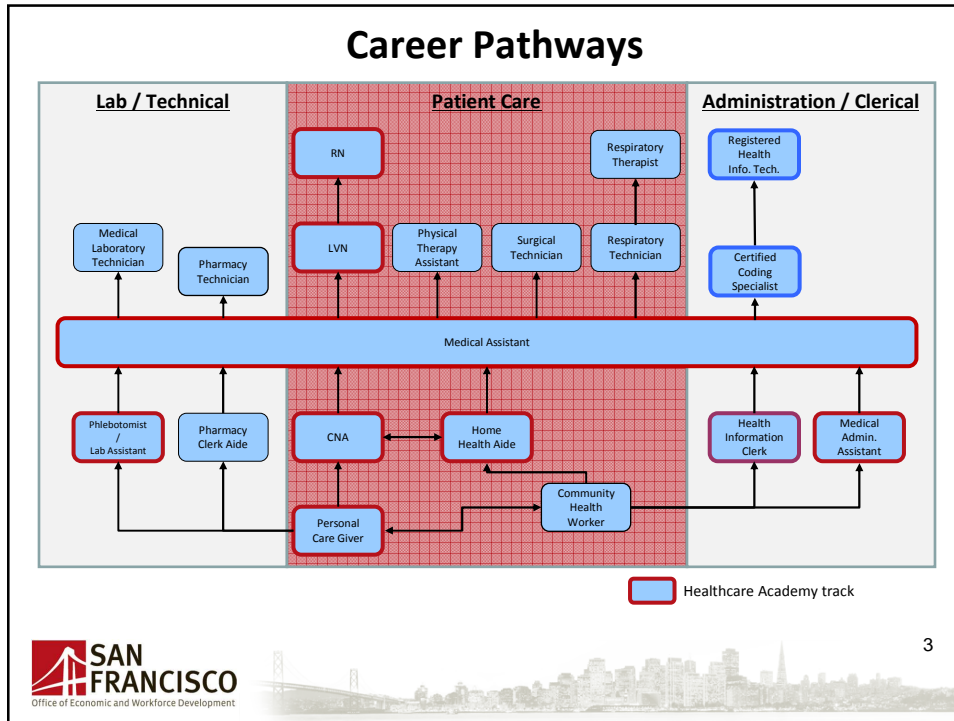 Career Pathways
Lab / Technical
Patient Care
Administration / Clerical
RN
Respiratory
Therapist
Registered
Health
Info. Tech.
Medical
Laboratory
Technician
Pharmacy
Technician
LVN
Physical
Therapy
Assistant
Surgical
Technician
Respiratory
Technician
Certified
Coding
Specialist
Medical Assistant
Phlebotomist
/
Lab Assistant
Pharmacy
Clerk Aide
CNA
Home
Health Aide
Health
Information
Clerk
Medical
Admin.
Assistant
Personal
Care Giver
Community
Health
Worker
Healthcare Academy track
SAN
FRANCISCO
Office of Economic and Workforce Development
3